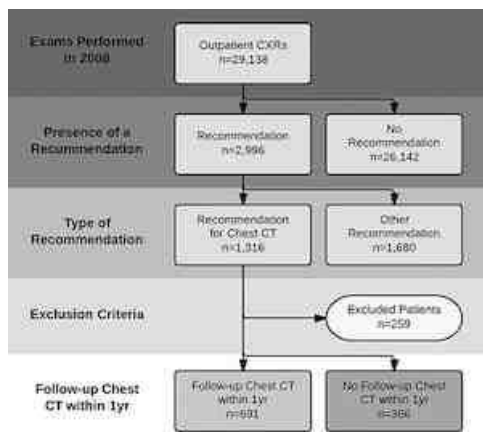 Exams Performed
in 2008
Outpatient CXRs
n=29,138
Presence of a
Recommendation
Recommendation
n=2,996
No
Recommendation
n=26,142
Type of
Recommendation
Recommendation
for Chest CT
n=1,316
Other
Recommendation
n=1,680
Exclusion Criteria
Excluded Patients
n=259
Follow-up Chest
CT within 1yr
Follow-up Chest CT
within 1yr
n=691
No Follow-up Chest
CT within 1yr
n=366